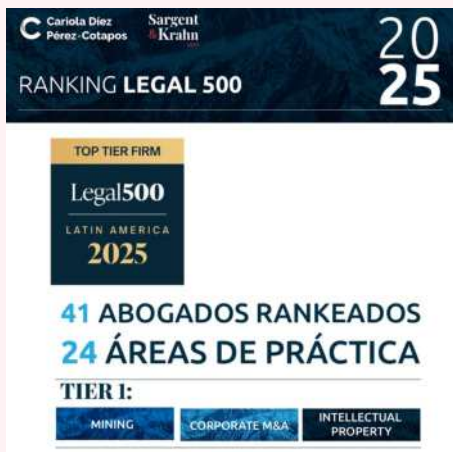 Cariola Díez
Pérez-Cotapos
Sargent
&Krahn
RANKING LEGAL 500
20
25
TOP TIER FIRM
Legal500
LATIN AMERICA
2025
41 ABOGADOS RANKEADOS
24 ÁREAS DE PRÁCTICA
TIER 1:
MINING
CORPORATE M&A
INTELLECTUAL
PROPERTY